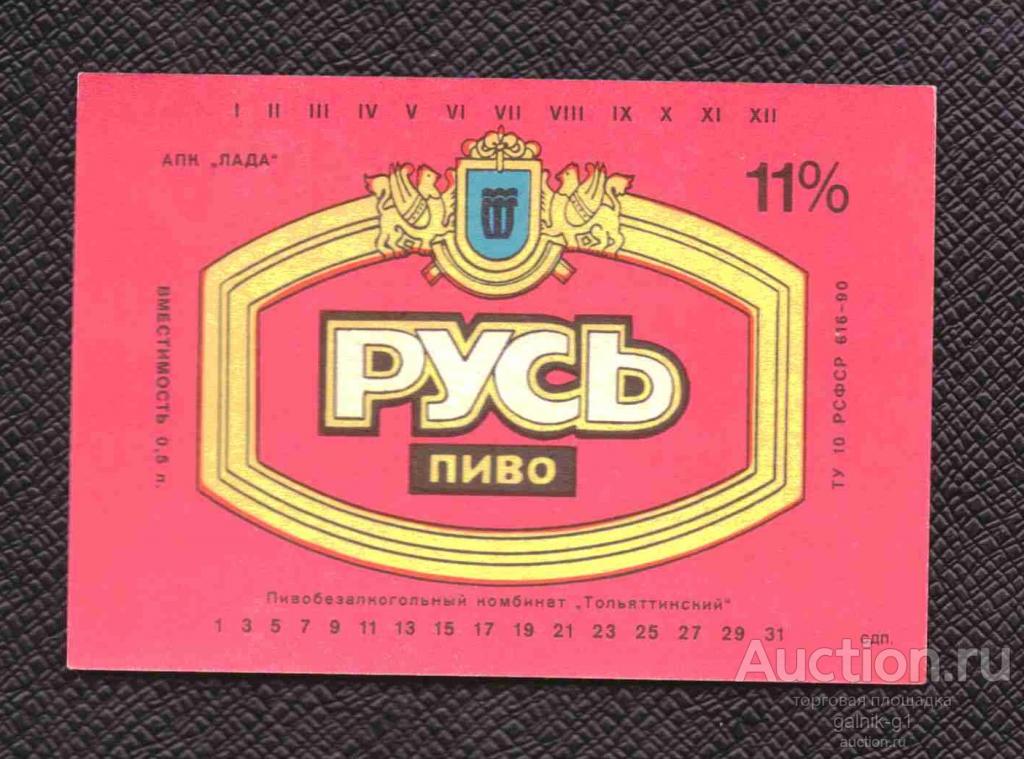 I II III IV V VI VII VIII IX X XI XII
АПК „ЛАДА"
11%
ВМЕСТИМОСТЬ 0,5 л.
ТУ 10 РСФСР 616-90
РУСЬ
ПИВО
Пивобезалкогольный комбинат „Тольяттинский"
1 3 5 7 9 11 13 15 17 19 21 23 25 27 29 31
едп.
Auction.ru
торговая площадка
galnik-g1
auction.ru